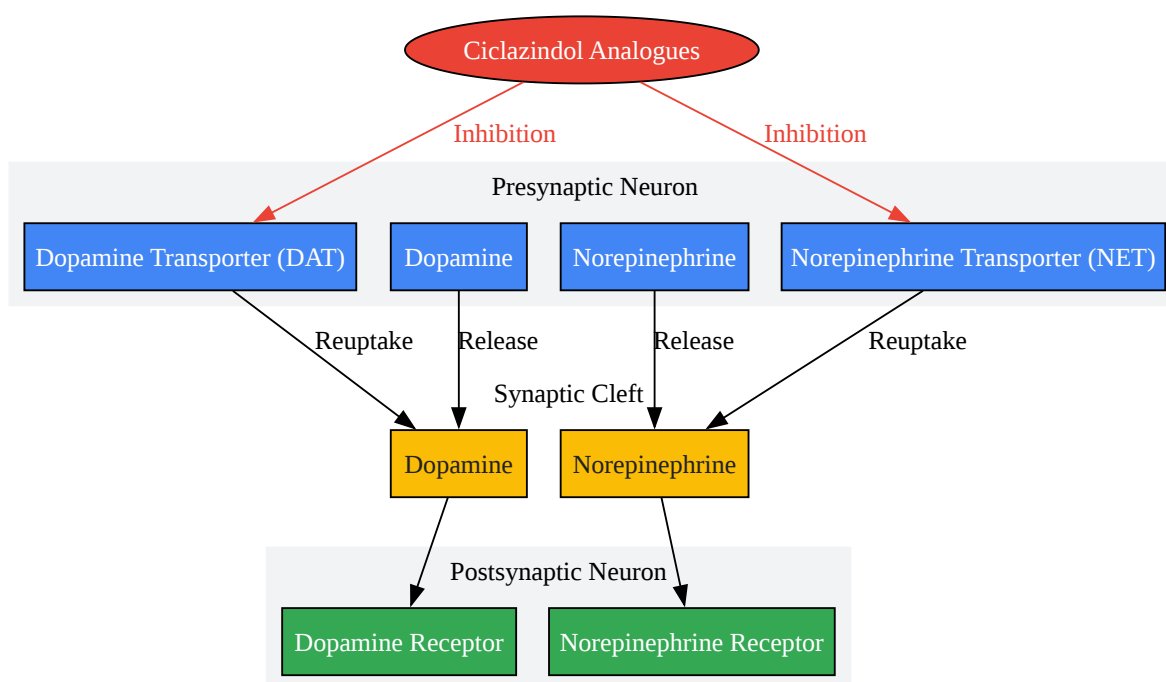 Ciclazindol Analogues
Inhibition
Inhibition
Presynaptic Neuron
Dopamine Transporter (DAT)
Dopamine
Norepinephrine
Norepinephrine Transporter (NET)
Reuptake
Release
Release
Reuptake
Synaptic Cleft
Dopamine
Norepinephrine
Postsynaptic Neuron
Dopamine Receptor
Norepinephrine Receptor